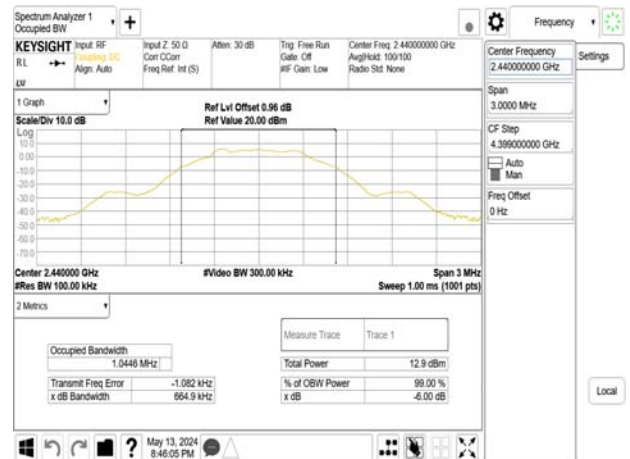 Spectrum Analyzer 1
Occupied BW
Frequency
KEYSIGHT
RL
Input: RF
Coupling: DC
Align: Auto
Input Z: 50 Ω
Corr CCorr
Freq Ref: Int (S)
Atten: 30 dB
Trig: Free Run
Gate: Off
#IF Gain: Low
Center Freq: 2.440000000 GHz
Avg|Hold: 100/100
Radio Std: None
Center Frequency
2.440000000 GHz
Settings
Span
3.0000 MHz
CF Step
4.399000000 GHz
Auto
Man
Freq Offset
0 Hz
Local
1 Graph
Scale/Div 10.0 dB
Ref Lvl Offset 0.96 dB
Ref Value 20.00 dBm
Log
10.0
0.00
-10.0
-20.0
-30.0
-40.0
-50.0
-60.0
-70.0
Center 2.440000 GHz
#Res BW 100.00 kHz
#Video BW 300.00 kHz
Span 3 MHz
Sweep 1.00 ms (1001 pts)
2 Metrics
Measure Trace Trace 1
Occupied Bandwidth
1.0446 MHz
Total Power 12.9 dBm
Transmit Freq Error -1.082 kHz
% of OBW Power 99.00 %
x dB Bandwidth 664.9 kHz
x dB -6.00 dB
?
May 13, 2024
8:46:05 PM